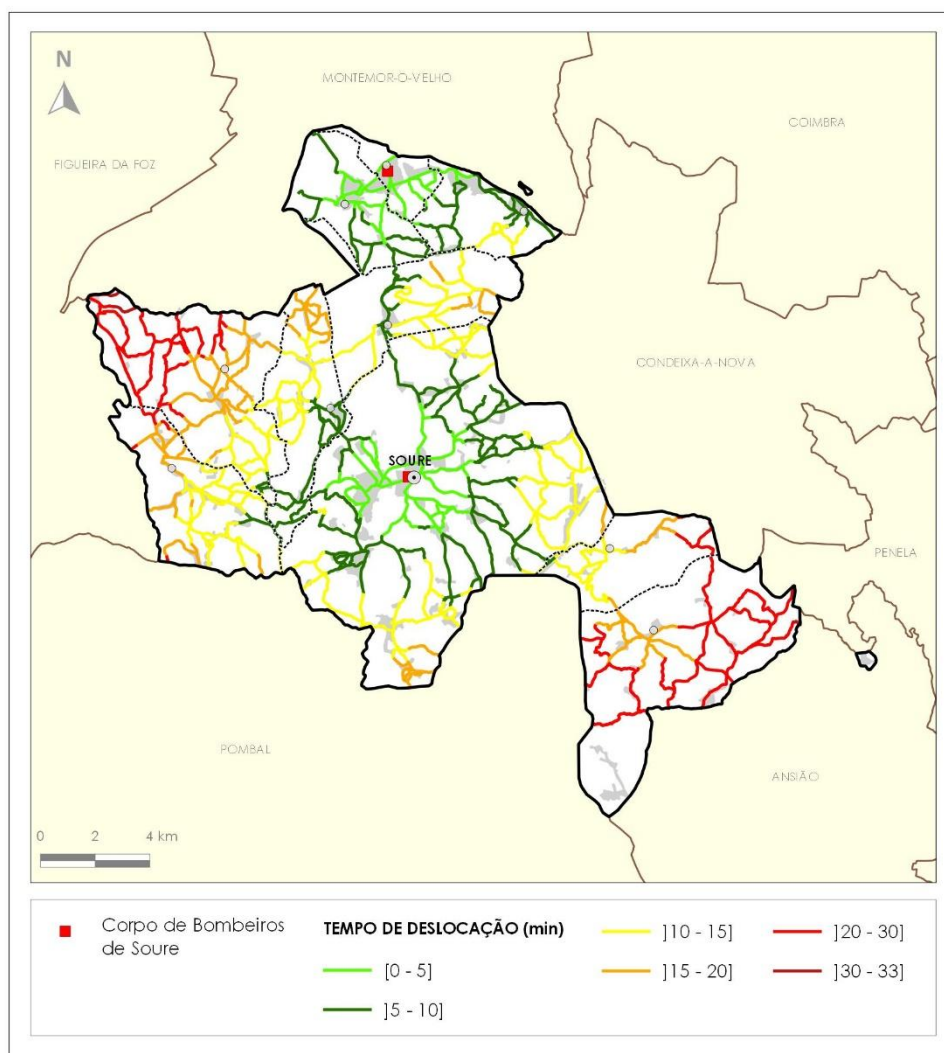 N
MONTEMOR-O-VELHO
COIMBRA
FIGUEIRA DA FOZ
CONDEIXA-A-NOVA
SOURE
PENELA
POMBAL
ANSIÃO
0 2 4 km
Corpo de Bombeiros
de Soure
TEMPO DE DESLOCAÇÃO (min)
[0 - 5]
]5 - 10]
]10 - 15]
]15 - 20]
]20 - 30]
]30 - 33]